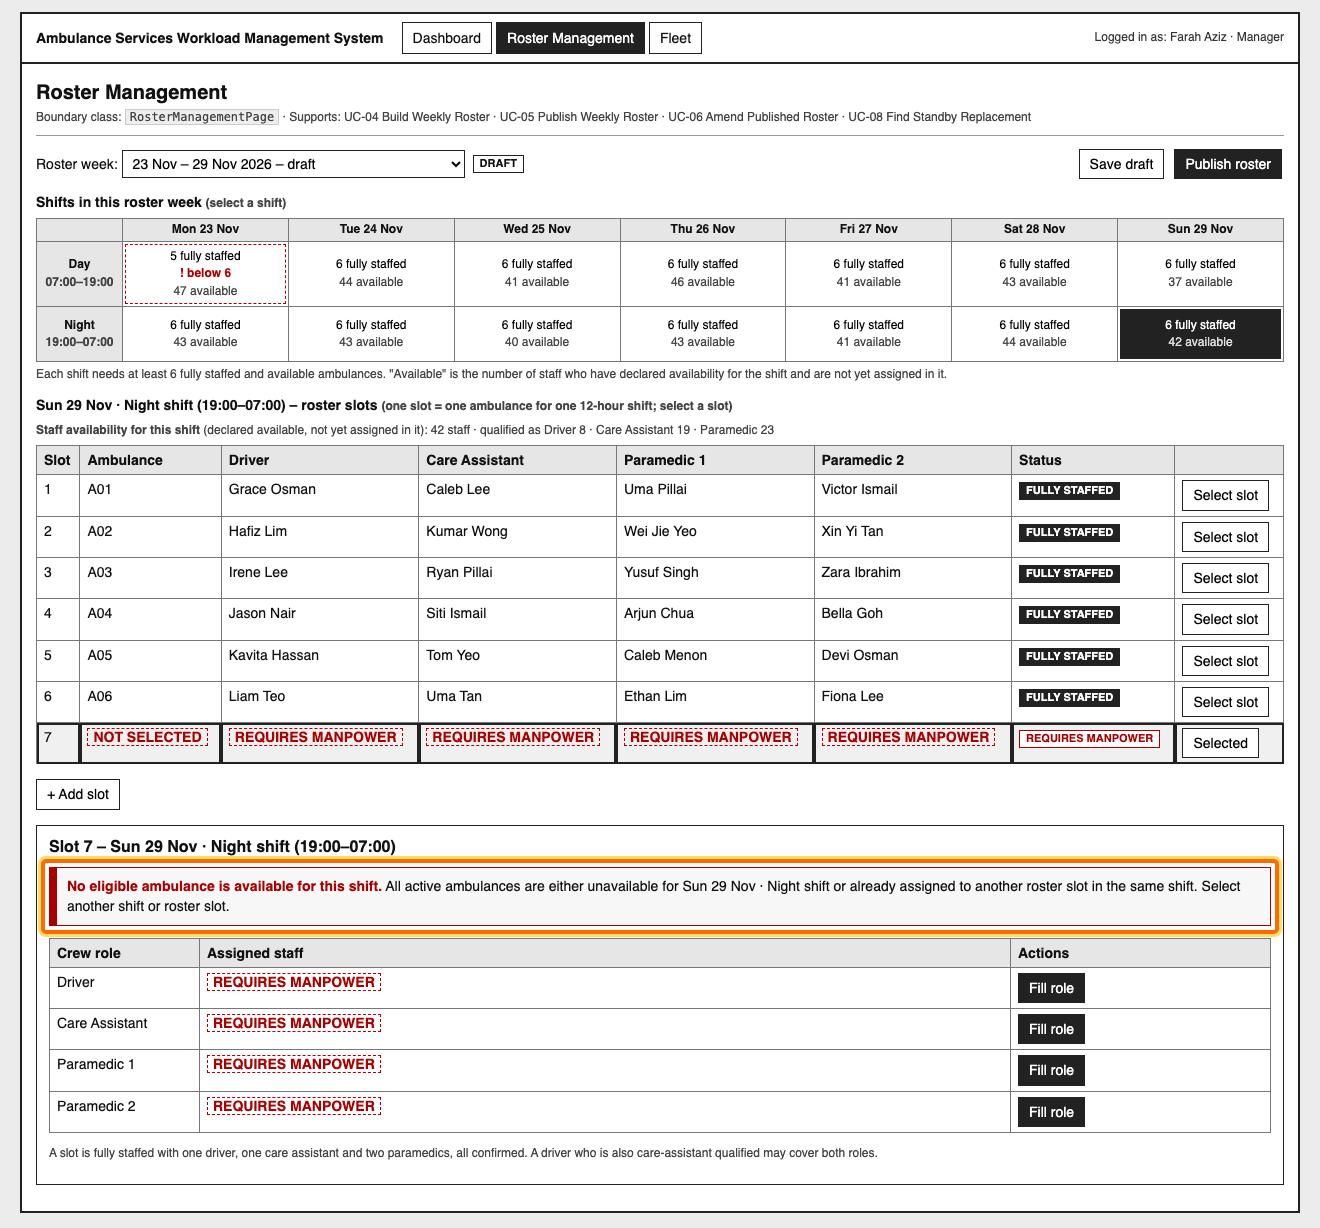 Ambulance Services Workload Management System
Dashboard
Roster Management
Fleet
Logged in as: Farah Aziz · Manager
Roster Management
Boundary class: RosterManagementPage · Supports: UC-04 Build Weekly Roster · UC-05 Publish Weekly Roster · UC-06 Amend Published Roster · UC-08 Find Standby Replacement
Roster week: 23 Nov – 29 Nov 2026 – draft DRAFT
Save draft
Publish roster
Shifts in this roster week (select a shift)
Mon 23 Nov Tue 24 Nov Wed 25 Nov Thu 26 Nov Fri 27 Nov Sat 28 Nov Sun 29 Nov
Day
07:00–19:00
5 fully staffed
! below 6
47 available
6 fully staffed
44 available
6 fully staffed
41 available
6 fully staffed
46 available
6 fully staffed
41 available
6 fully staffed
43 available
6 fully staffed
37 available
Night
19:00–07:00
6 fully staffed
43 available
6 fully staffed
43 available
6 fully staffed
40 available
6 fully staffed
43 available
6 fully staffed
41 available
6 fully staffed
44 available
6 fully staffed
42 available
Each shift needs at least 6 fully staffed and available ambulances. "Available" is the number of staff who have declared availability for the shift and are not yet assigned in it.
Sun 29 Nov · Night shift (19:00–07:00) – roster slots (one slot = one ambulance for one 12-hour shift; select a slot)
Staff availability for this shift (declared available, not yet assigned in it): 42 staff · qualified as Driver 8 · Care Assistant 19 · Paramedic 23
Slot Ambulance Driver Care Assistant Paramedic 1 Paramedic 2 Status
1 A01 Grace Osman Caleb Lee Uma Pillai Victor Ismail FULLY STAFFED Select slot
2 A02 Hafiz Lim Kumar Wong Wei Jie Yeo Xin Yi Tan FULLY STAFFED Select slot
3 A03 Irene Lee Ryan Pillai Yusuf Singh Zara Ibrahim FULLY STAFFED Select slot
4 A04 Jason Nair Siti Ismail Arjun Chua Bella Goh FULLY STAFFED Select slot
5 A05 Kavita Hassan Tom Yeo Caleb Menon Devi Osman FULLY STAFFED Select slot
6 A06 Liam Teo Uma Tan Ethan Lim Fiona Lee FULLY STAFFED Select slot
7 NOT SELECTED REQUIRES MANPOWER REQUIRES MANPOWER REQUIRES MANPOWER REQUIRES MANPOWER REQUIRES MANPOWER Selected
+ Add slot
Slot 7 – Sun 29 Nov · Night shift (19:00–07:00)
No eligible ambulance is available for this shift. All active ambulances are either unavailable for Sun 29 Nov · Night shift or already assigned to another roster slot in the same shift. Select
another shift or roster slot.
Crew role Assigned staff Actions
Driver REQUIRES MANPOWER Fill role
Care Assistant REQUIRES MANPOWER Fill role
Paramedic 1 REQUIRES MANPOWER Fill role
Paramedic 2 REQUIRES MANPOWER Fill role
A slot is fully staffed with one driver, one care assistant and two paramedics, all confirmed. A driver who is also care-assistant qualified may cover both roles.